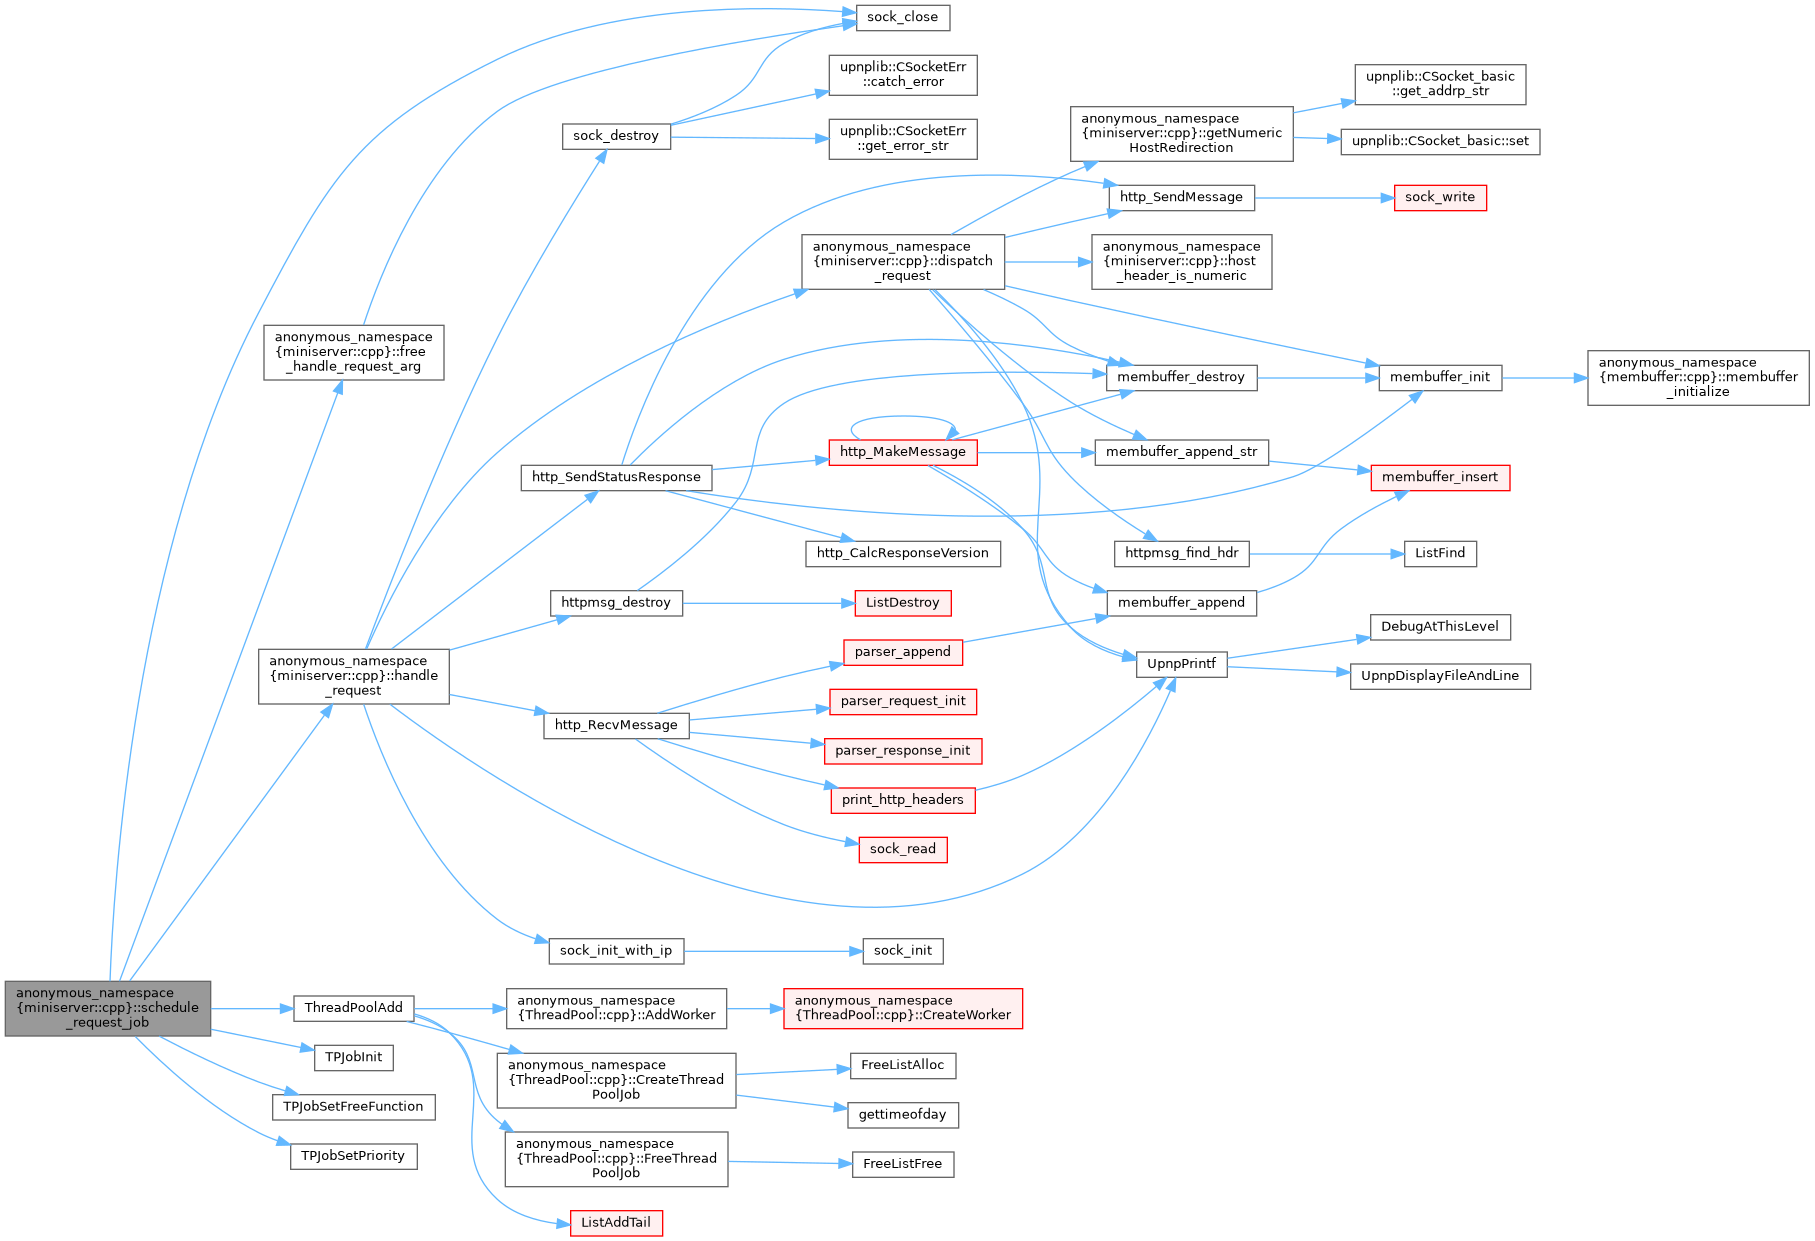 sock_close
upnplib::CSocketErr
::catch_error
upnplib::CSocket_basic
::get_addrp_str
anonymous_namespace
{miniserver::cpp}::getNumeric
HostRedirection
sock_destroy
upnplib::CSocketErr
::get_error_str
upnplib::CSocket_basic::set
http_SendMessage
sock_write
anonymous_namespace
{miniserver::cpp}::dispatch
_request
anonymous_namespace
{miniserver::cpp}::host
_header_is_numeric
anonymous_namespace
{miniserver::cpp}::free
_handle_request_arg
membuffer_destroy
membuffer_init
anonymous_namespace
{membuffer::cpp}::membuffer
_initialize
http_MakeMessage
membuffer_append_str
http_SendStatusResponse
membuffer_insert
http_CalcResponseVersion
httpmsg_find_hdr
ListFind
httpmsg_destroy
ListDestroy
membuffer_append
DebugAtThisLevel
parser_append
UpnpPrintf
UpnpDisplayFileAndLine
anonymous_namespace
{miniserver::cpp}::handle
_request
parser_request_init
http_RecvMessage
parser_response_init
print_http_headers
sock_read
sock_init_with_ip
sock_init
anonymous_namespace
{miniserver::cpp}::schedule
_request_job
ThreadPoolAdd
anonymous_namespace
{ThreadPool::cpp}::AddWorker
anonymous_namespace
{ThreadPool::cpp}::CreateWorker
TPJobInit
anonymous_namespace
{ThreadPool::cpp}::CreateThread
PoolJob
FreeListAlloc
TPJobSetFreeFunction
gettimeofday
TPJobSetPriority
anonymous_namespace
{ThreadPool::cpp}::FreeThread
PoolJob
FreeListFree
ListAddTail